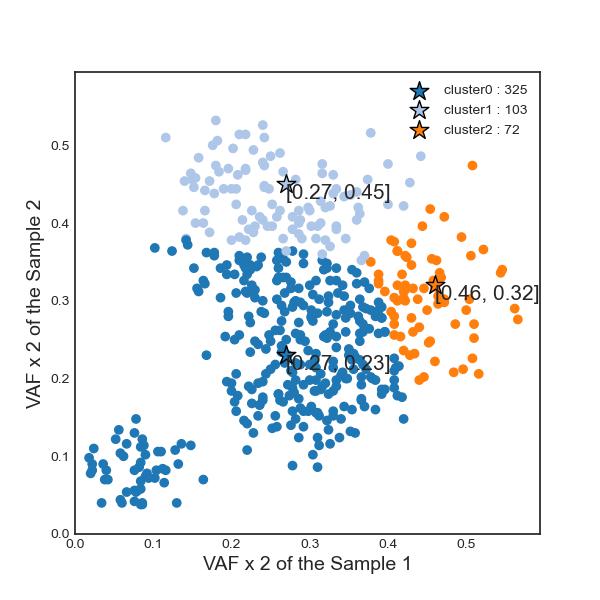 cluster0 : 325
cluster1 : 103
cluster2 : 72
VAF x 2 of the Sample 2
0.5
0.4
0.3
0.2
0.1
0.0
[0.27, 0.45]
[0.46, 0.32]
[0.27, 0.23]
0.0 0.1 0.2 0.3 0.4 0.5
VAF x 2 of the Sample 1